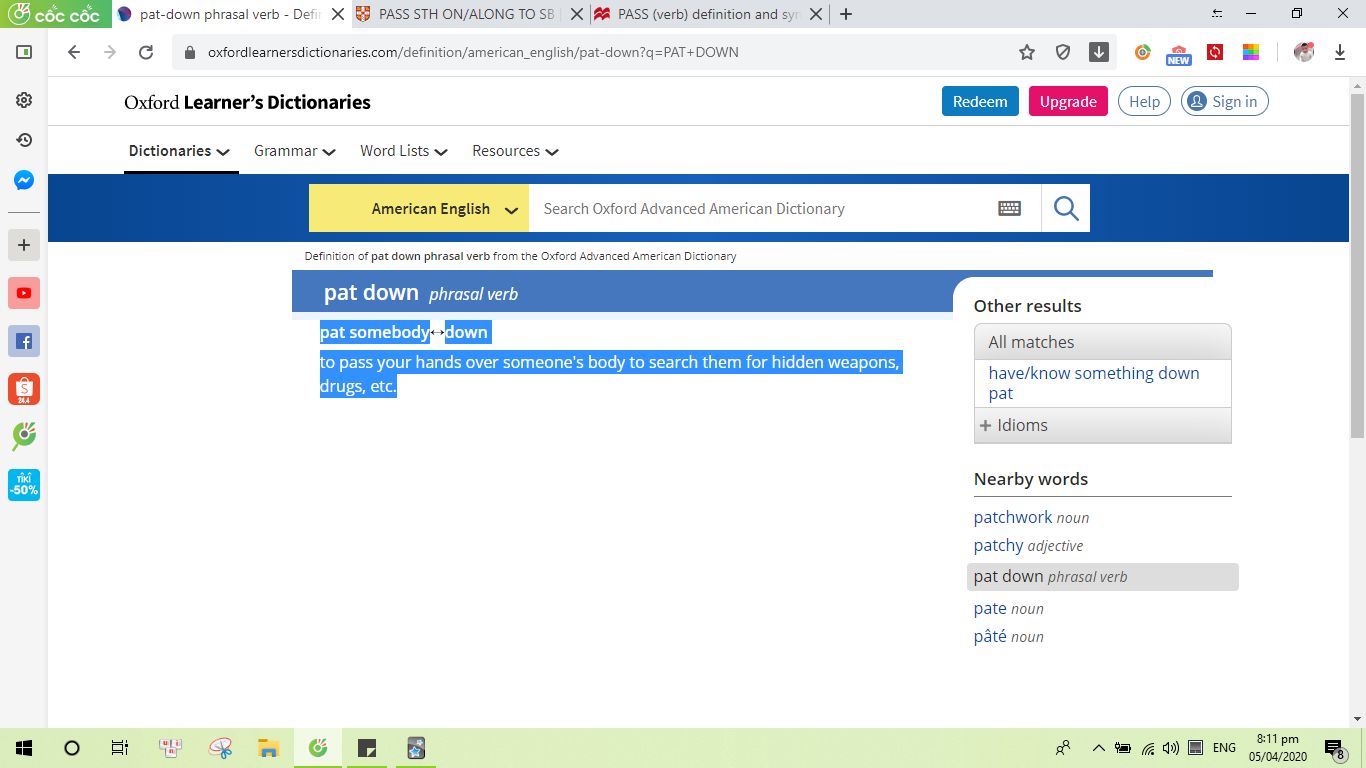 cốc cốc
pat-down phrasal verb - Defin
PASS STH ON/ALONG TO SB |
PASS (verb) definition and syn
oxfordlearnersdictionaries.com/definition/american_english/pat-down?q=PAT+DOWN
NEW
Oxford Learner's Dictionaries
Redeem
Upgrade
Help
Sign in
Dictionaries
Grammar
Word Lists
Resources
American English
Search Oxford Advanced American Dictionary
Definition of pat down phrasal verb from the Oxford Advanced American Dictionary
pat down phrasal verb
pat somebody↔down
to pass your hands over someone's body to search them for hidden weapons,
drugs, etc.
Other results
All matches
have/know something down
pat
+ Idioms
Nearby words
patchwork noun
patchy adjective
pat down phrasal verb
pate noun
pâté noun
24.4
TIKI
-50%
ENG
8:11 pm
05/04/2020
8